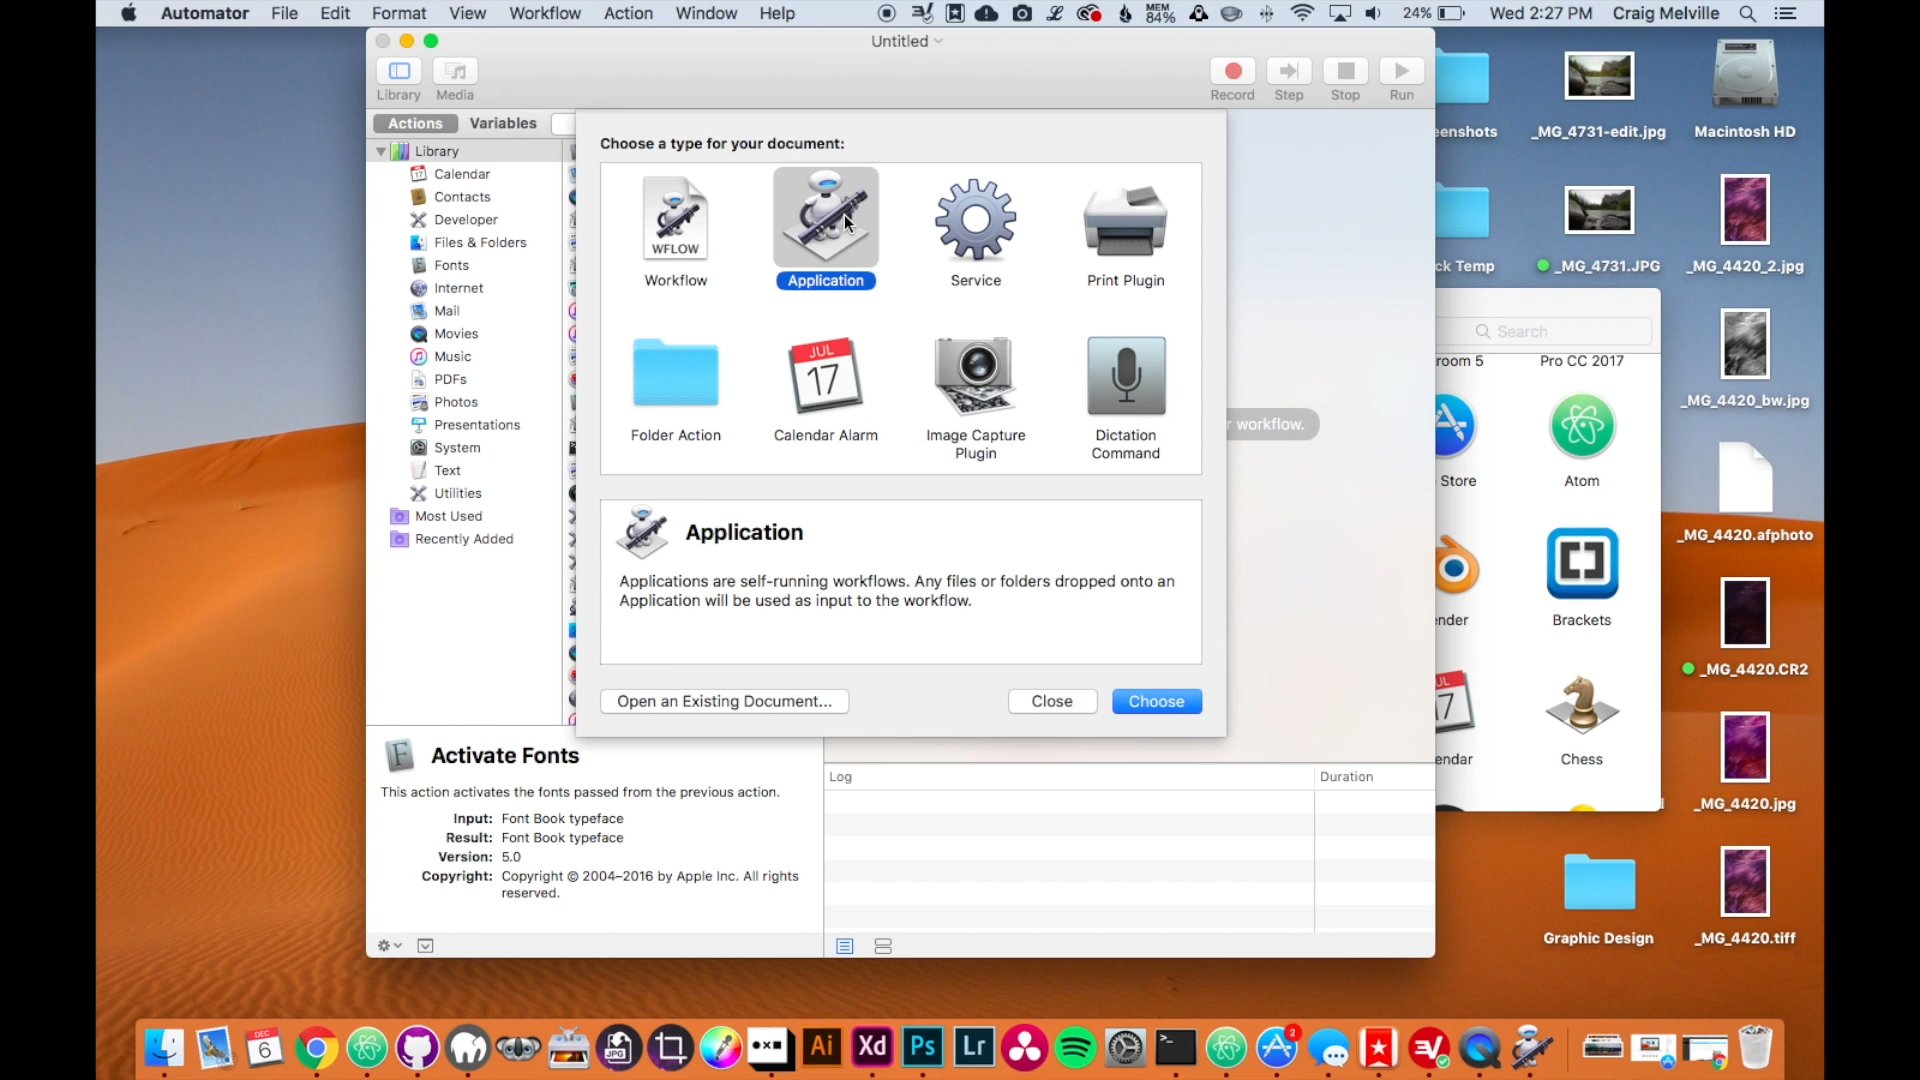 Automator File Edit Format View Workflow Action Window Help MEM 84% 24% Wed 2:27 PM Craig Melville
Untitled
Library Media Record Step Stop Run
Actions Variables
Library
Calendar
Contacts
Developer
Files & Folders
Fonts
Internet
Mail
Movies
Music
PDFs
Photos
Presentations
System
Text
Utilities
Most Used
Recently Added
Choose a type for your document:
WFLOW
Workflow Application Service Print Plugin
JUL
17
Folder Action Calendar Alarm Image Capture Plugin Dictation Command
Application
Applications are self-running workflows. Any files or folders dropped onto an
Application will be used as input to the workflow.
Open an Existing Document... Close Choose
r workflow.
Activate Fonts
This action activates the fonts passed from the previous action.
Input: Font Book typeface
Result: Font Book typeface
Version: 5.0
Copyright: Copyright © 2004–2016 by Apple Inc. All rights
reserved.
Log Duration
eenshots _MG_4731-edit.jpg Macintosh HD
ck Temp _MG_4731.JPG _MG_4420_2.jpg
Search
room 5 Pro CC 2017
_MG_4420_bw.jpg
Store Atom
_MG_4420.afphoto
nder Brackets
_MG_4420.CR2
UL
17
endar Chess
_MG_4420.jpg
Graphic Design _MG_4420.tiff
DEC
6
JPG
Ai Xd Ps Lr
2